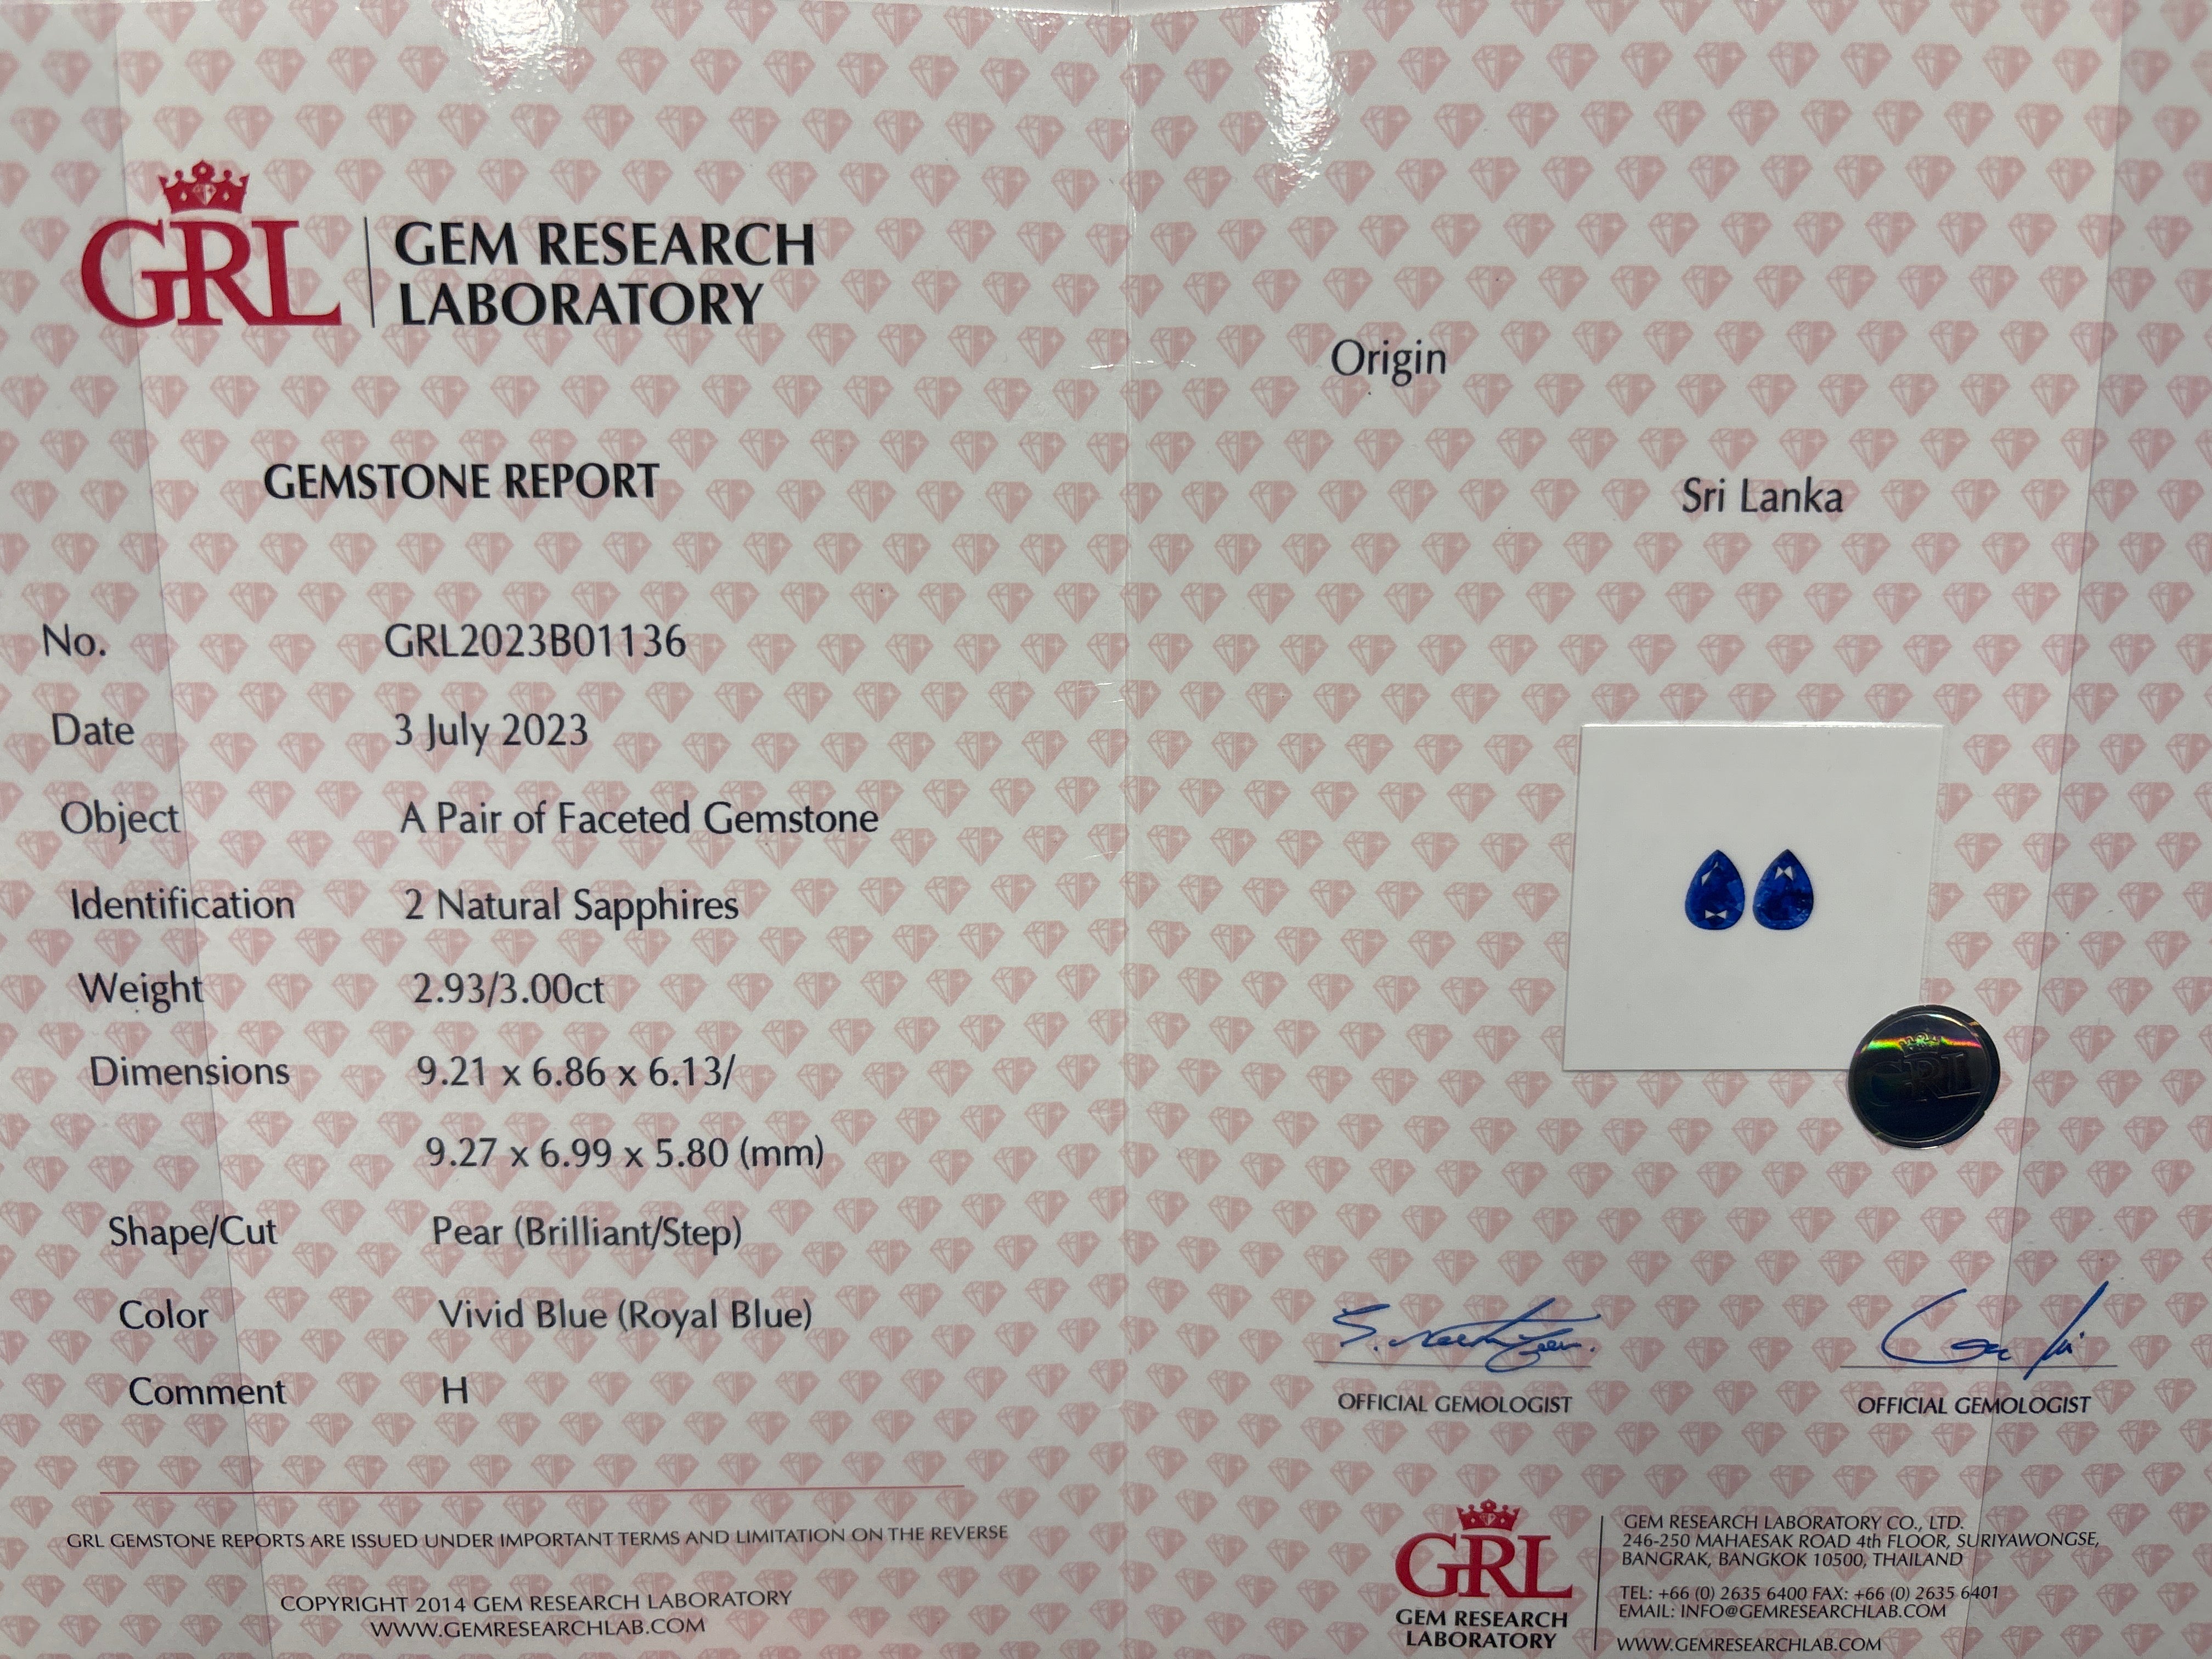 GRL
GEM RESEARCH
LABORATORY
GEMSTONE REPORT
No. GRL2023B01136
Date 3 July 2023
Object A Pair of Faceted Gemstone
Identification 2 Natural Sapphires
Weight 2.93/3.00ct
Dimensions 9.21 x 6.86 x 6.13/
9.27 x 6.99 x 5.80 (mm)
Shape/Cut Pear (Brilliant/Step)
Color Vivid Blue (Royal Blue)
Comment H
GRL GEMSTONE REPORTS ARE ISSUED UNDER IMPORTANT TERMS AND LIMITATION ON THE REVERSE
COPYRIGHT 2014 GEM RESEARCH LABORATORY
WWW.GEMRESEARCHLAB.COM
Origin
Sri Lanka
GRL
OFFICIAL GEMOLOGIST
OFFICIAL GEMOLOGIST
GRL
GEM RESEARCH
LABORATORY
GEM RESEARCH LABORATORY CO., LTD.
246-250 MAHAESAK ROAD 4th FLOOR, SURIYAWONGSE,
BANGRAK, BANGKOK 10500, THAILAND
TEL: +66 (0) 2635 6400 FAX: +66 (0) 2635 6401
EMAIL: INFO@GEMRESEARCHLAB.COM
WWW.GEMRESEARCHLAB.COM